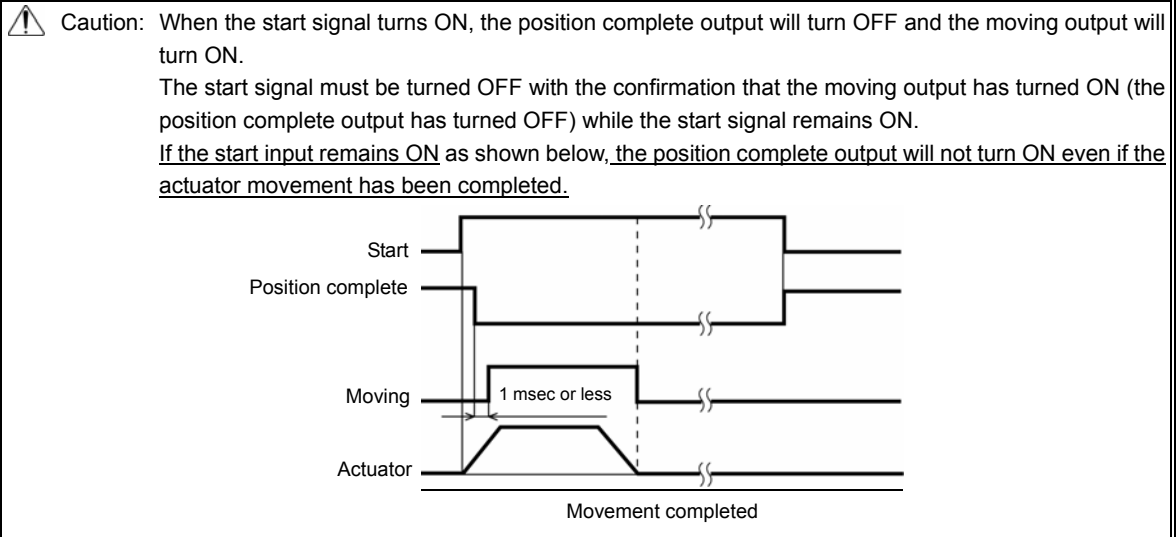 Caution: When the start signal turns ON, the position complete output will turn OFF and the moving output will
turn ON.
The start signal must be turned OFF with the confirmation that the moving output has turned ON (the
position complete output has turned OFF) while the start signal remains ON.
If the start input remains ON as shown below, the position complete output will not turn ON even if the
actuator movement has been completed.
Start
Position complete
Moving
1 msec or less
Actuator
Movement completed